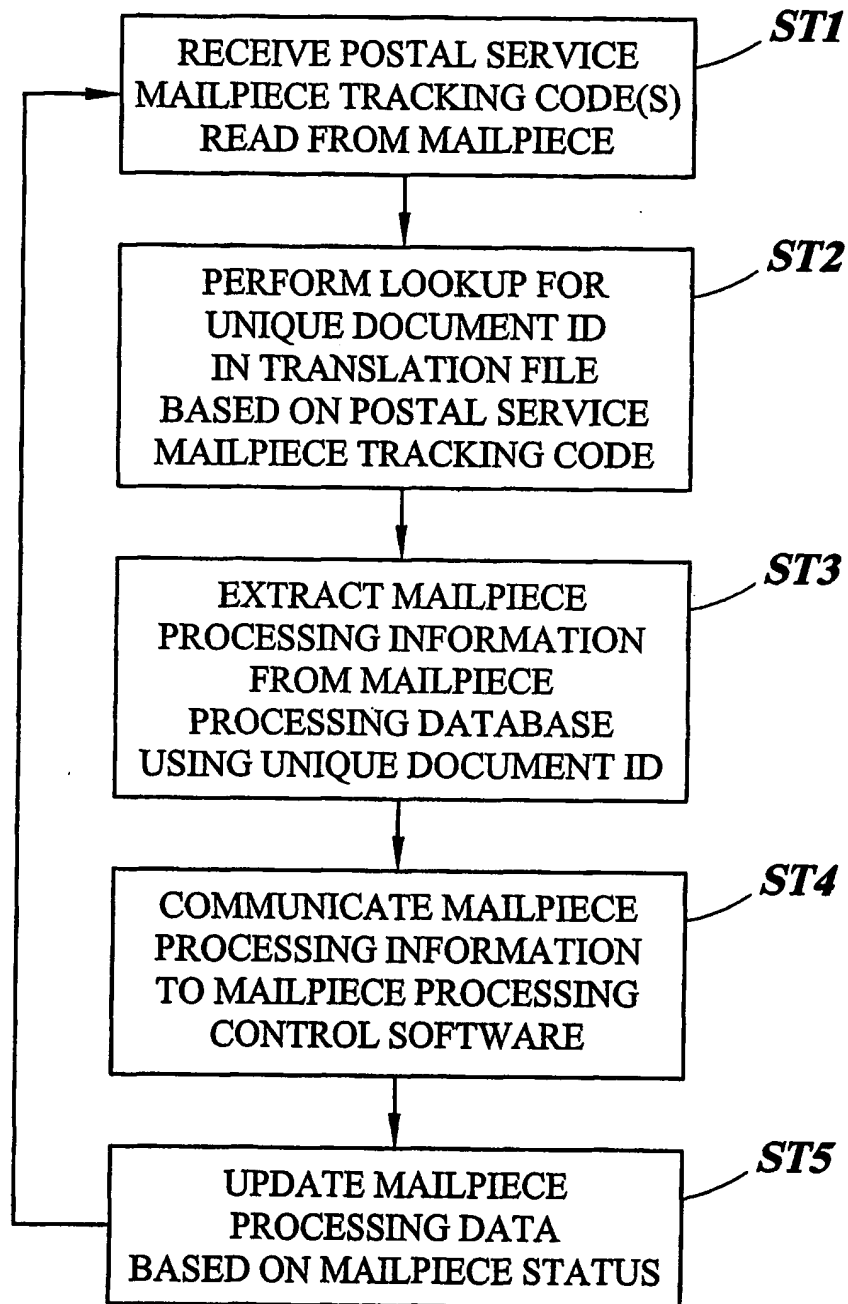 ST1
RECEIVE POSTAL SERVICE
MAILPIECE TRACKING CODE(S)
READ FROM MAILPIECE
ST2
PERFORM LOOKUP FOR
UNIQUE DOCUMENT ID
IN TRANSLATION FILE
BASED ON POSTAL SERVICE
MAILPIECE TRACKING CODE
ST3
EXTRACT MAILPIECE
PROCESSING INFORMATION
FROM MAILPIECE
PROCESSING DATABASE
USING UNIQUE DOCUMENT ID
ST4
COMMUNICATE MAILPIECE
PROCESSING INFORMATION
TO MAILPIECE PROCESSING
CONTROL SOFTWARE
ST5
UPDATE MAILPIECE
PROCESSING DATA
BASED ON MAILPIECE STATUS